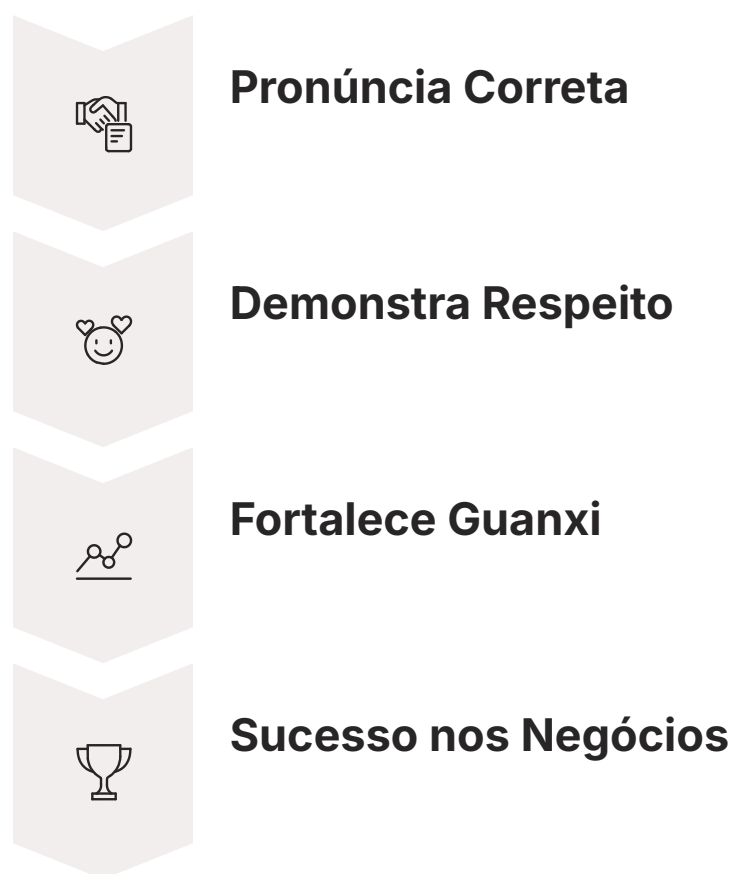 Pronúncia Correta
Demonstra Respeito
Fortalece Guanxi
Sucesso nos Negócios